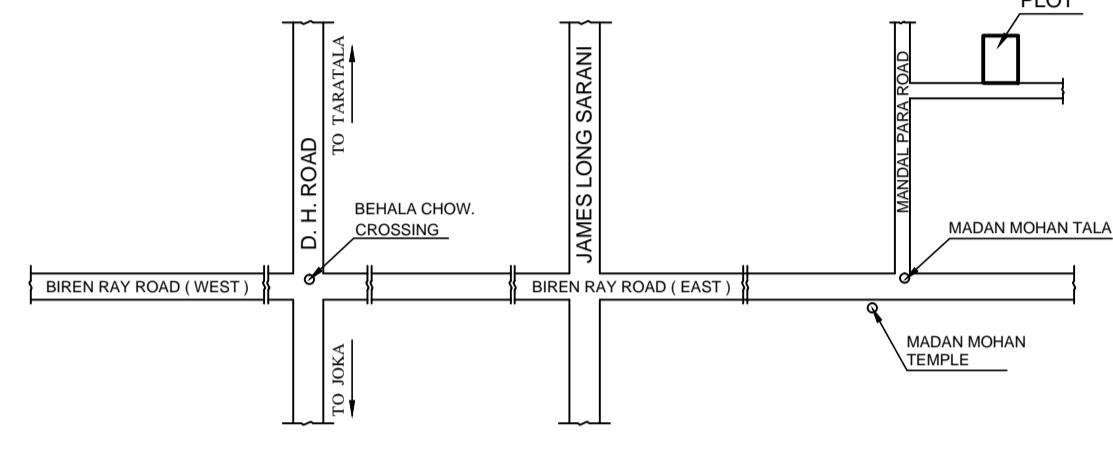 PLOT
TO TARATALA
D. H. ROAD
JAMES LONG SARANI
MANDAL PARA ROAD
BEHALA CHOW.
CROSSING
MADAN MOHAN TALA
BIREN RAY ROAD ( WEST )
BIREN RAY ROAD ( EAST )
MADAN MOHAN
TEMPLE
TO JOKA